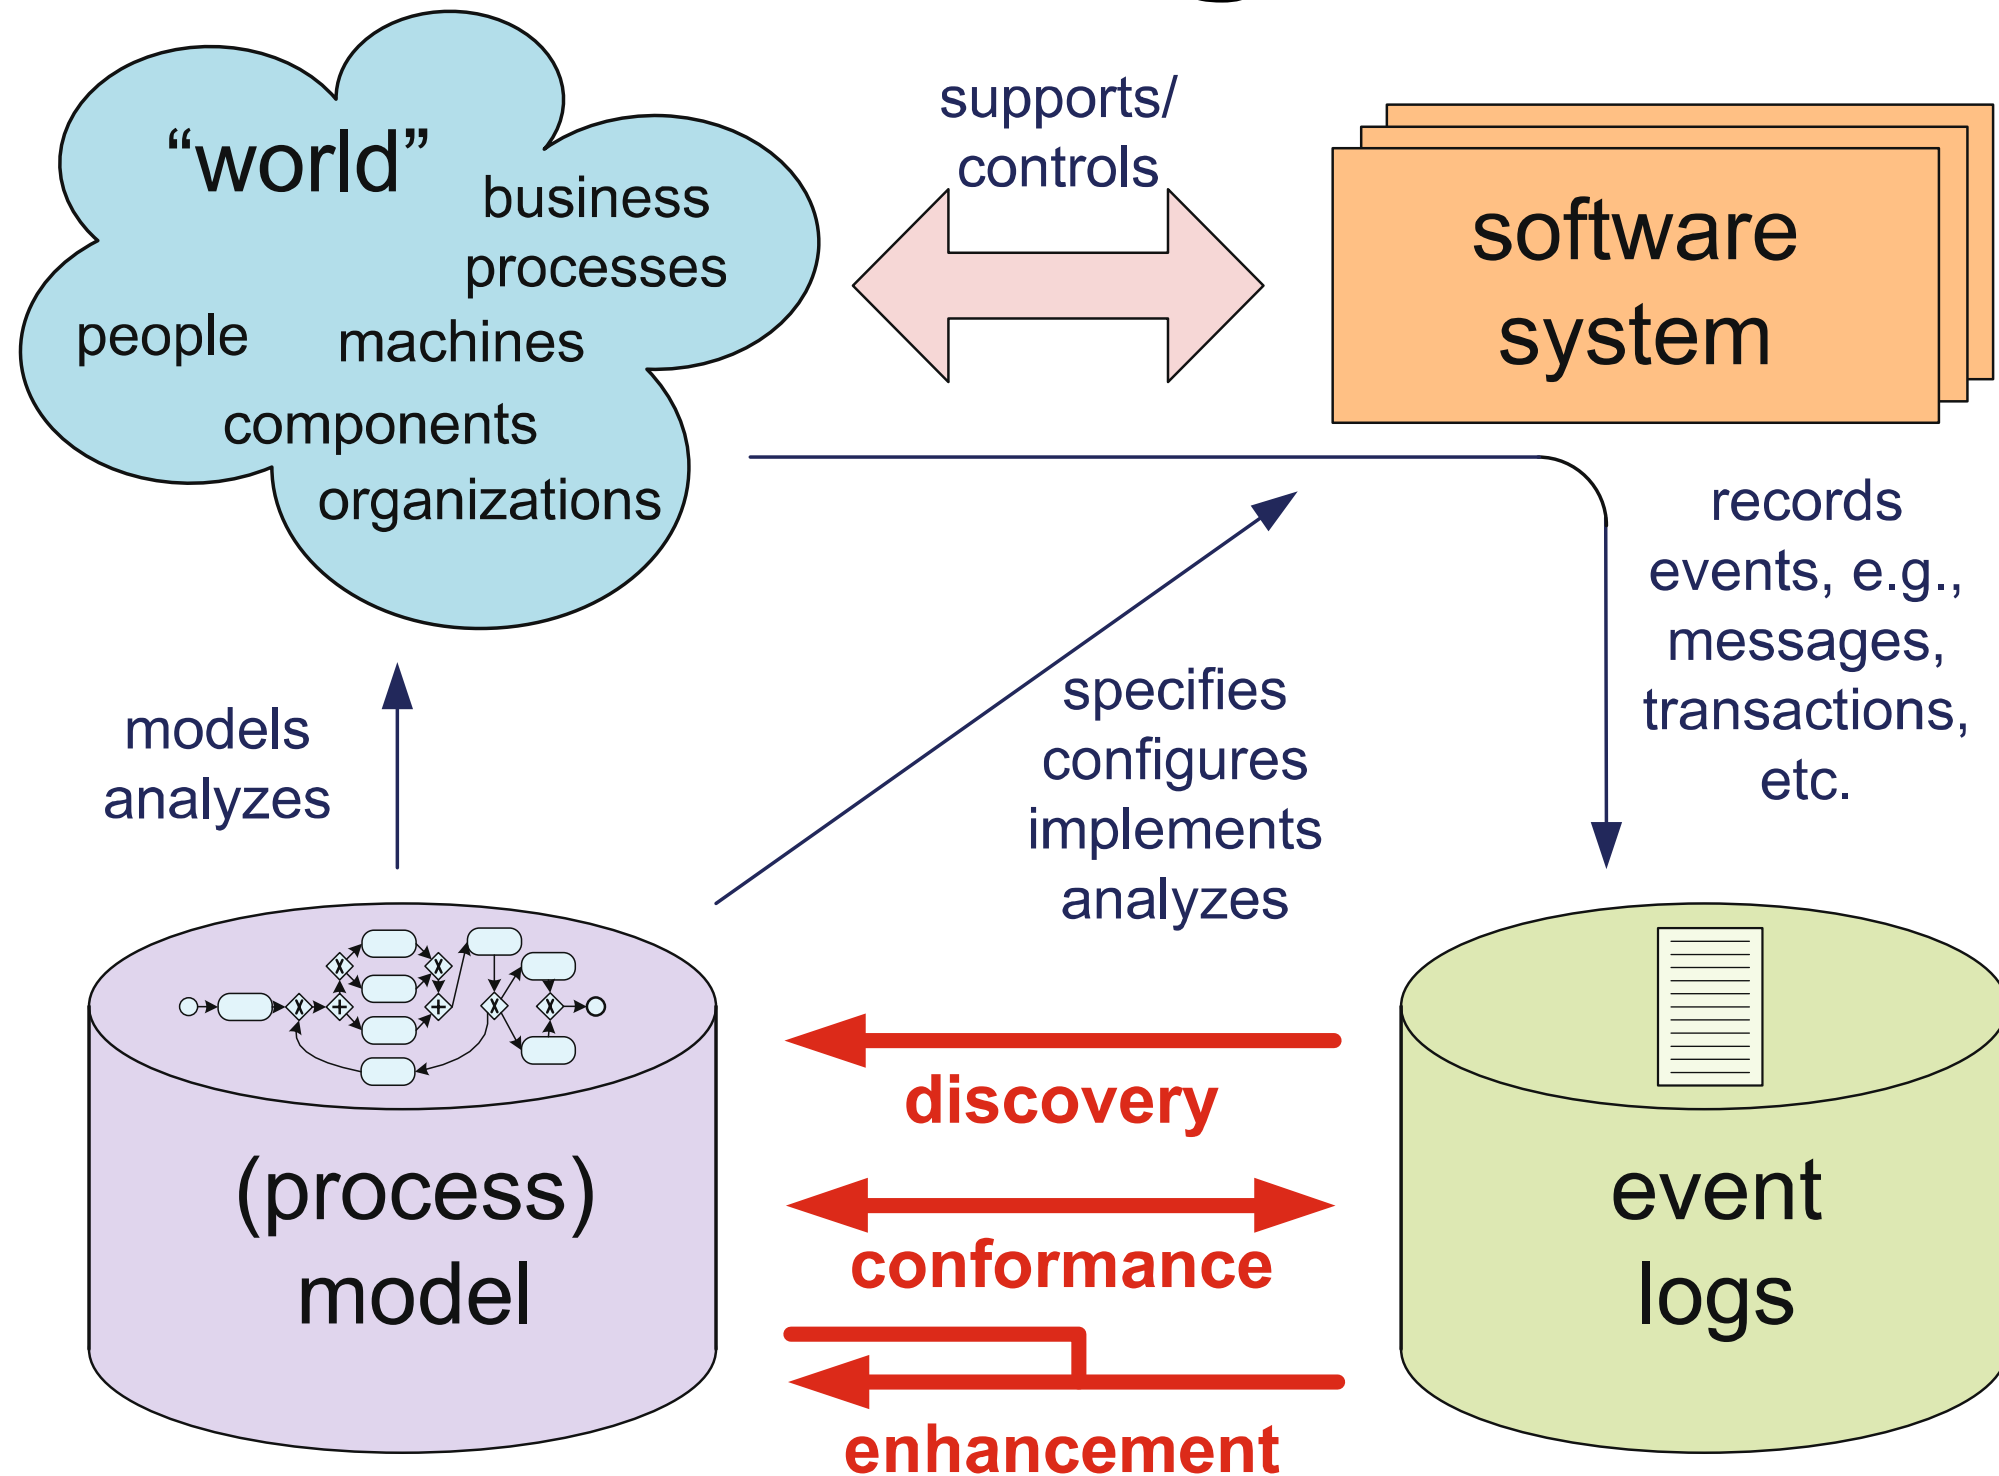 “world”
business
processes
people
machines
components
organizations
supports/
controls
software
system
records
events, e.g.,
messages,
transactions,
etc.
models
analyzes
specifies
configures
implements
analyzes
(process)
model
discovery
conformance
enhancement
event
logs